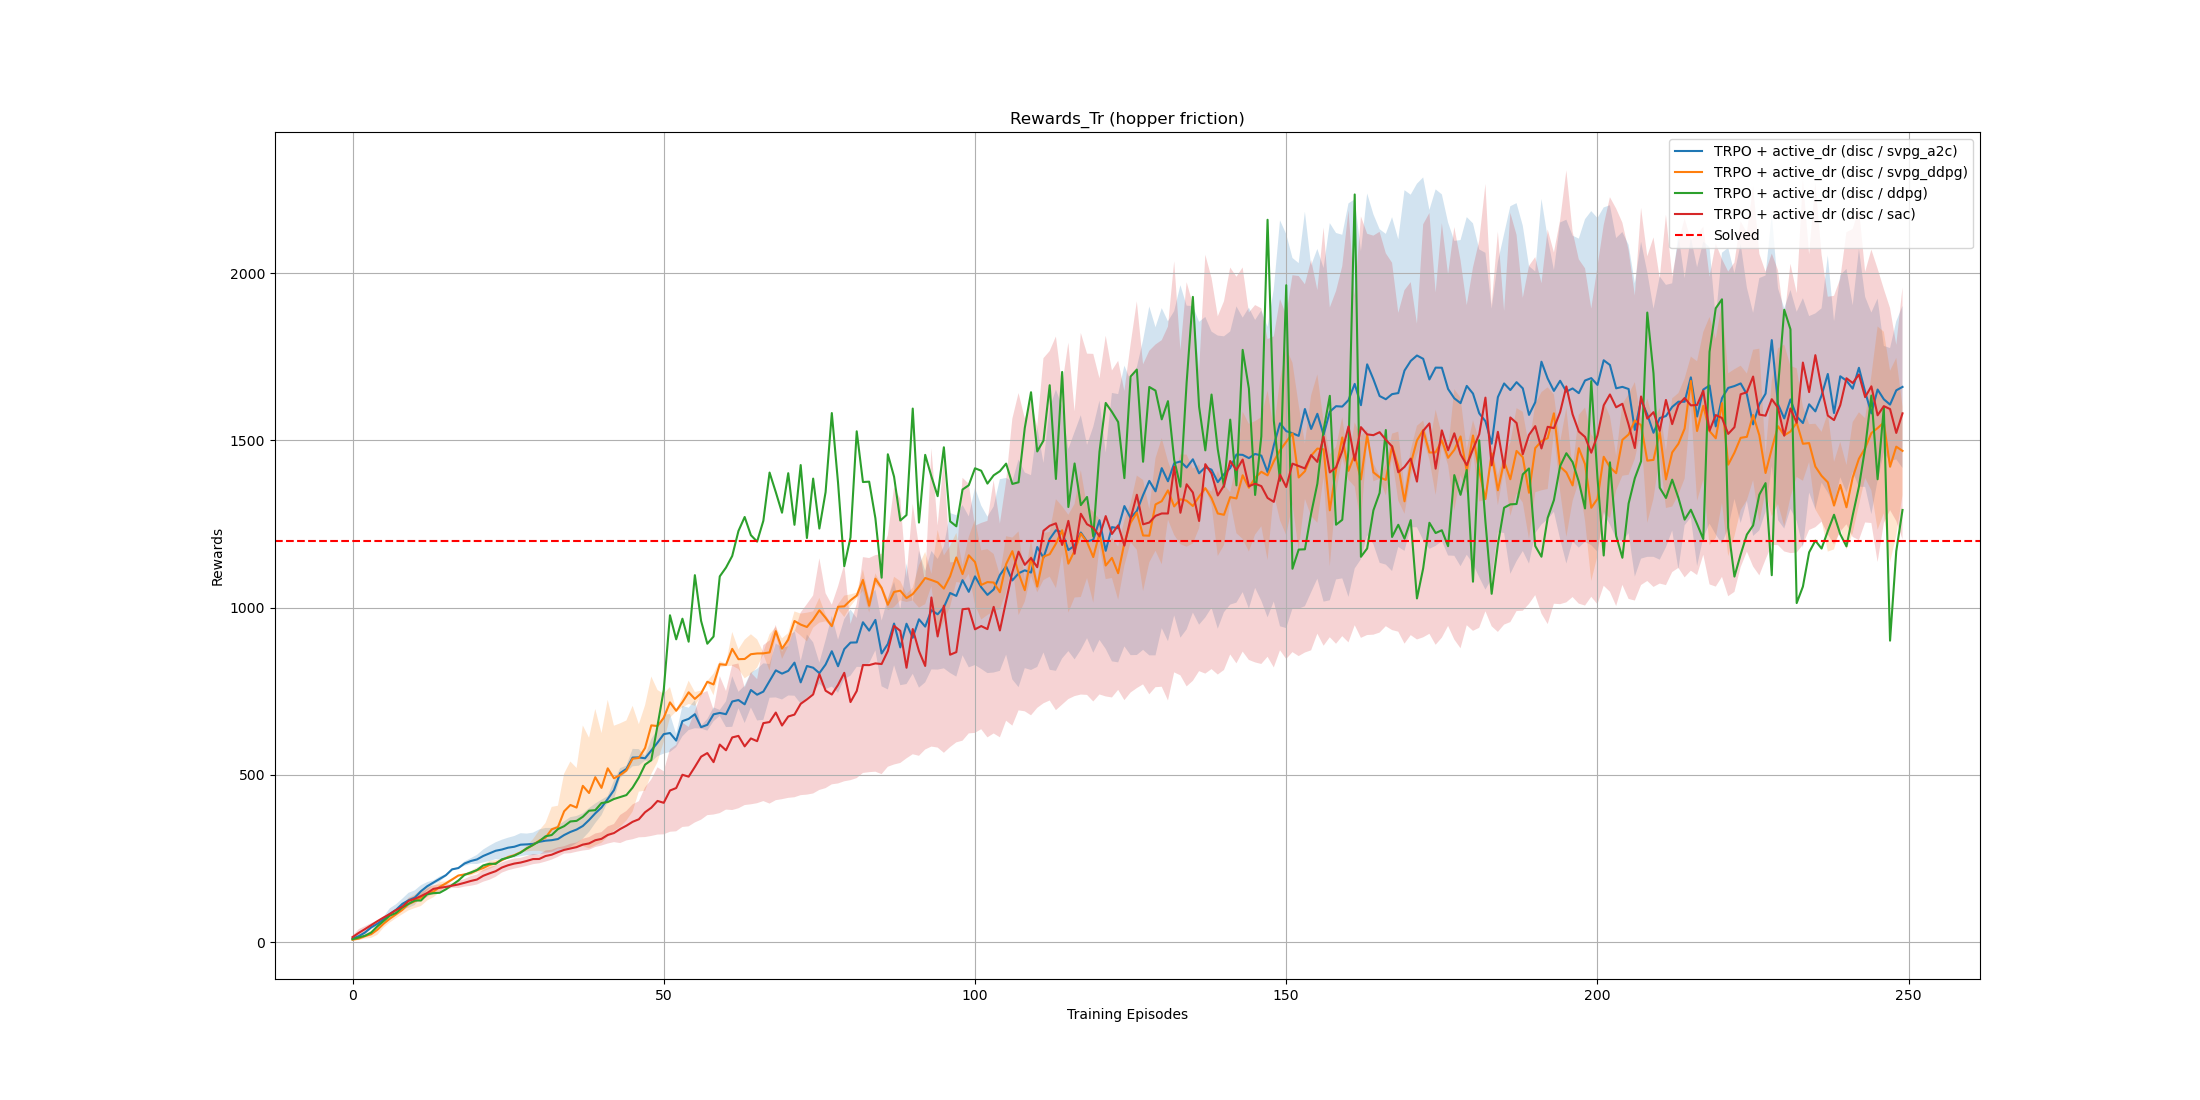 Rewards_Tr (hopper friction)
TRPO + active_dr (disc / svpg_a2c)
TRPO + active_dr (disc / svpg_ddpg)
TRPO + active_dr (disc / ddpg)
TRPO + active_dr (disc / sac)
Solved
Rewards
2000
1500
1000
500
0
0 50 100 150 200 250
Training Episodes